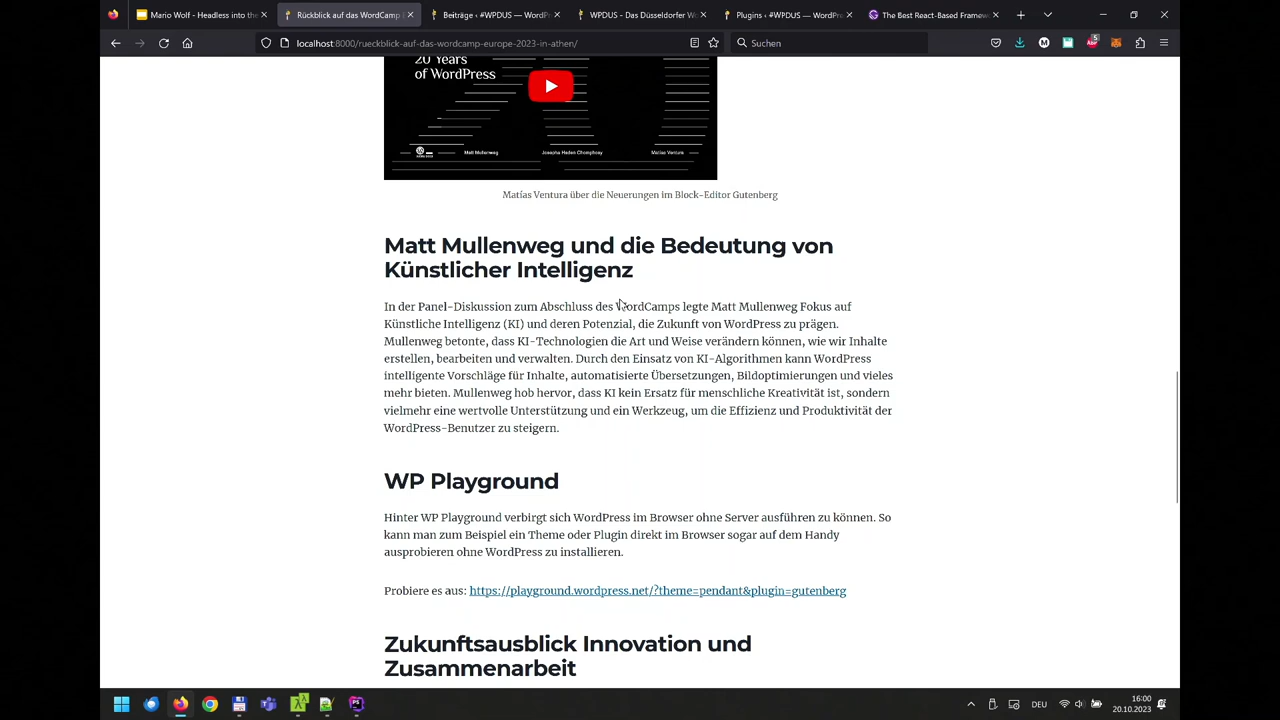 Mario Wolf - Headless into the
Rückblick auf das WordCamp
Beiträge ‹ #WPDUS — WordPr
WPDUS - Das Düsseldorfer Wo
Plugins ‹ #WPDUS — WordPre
The Best React-Based Framew
localhost:8000/rueckblick-auf-das-wordcamp-europe-2023-in-athen/
Suchen
5
20 Years
of WordPress
Matt Mullenweg
Josepha Haden Chomphosy
Matías Ventura
Matías Ventura über die Neuerungen im Block-Editor Gutenberg
Matt Mullenweg und die Bedeutung von
Künstlicher Intelligenz
In der Panel-Diskussion zum Abschluss des WordCamps legte Matt Mullenweg Fokus auf
Künstliche Intelligenz (KI) und deren Potenzial, die Zukunft von WordPress zu prägen.
Mullenweg betonte, dass KI-Technologien die Art und Weise verändern können, wie wir Inhalte
erstellen, bearbeiten und verwalten. Durch den Einsatz von KI-Algorithmen kann WordPress
intelligente Vorschläge für Inhalte, automatisierte Übersetzungen, Bildoptimierungen und vieles
mehr bieten. Mullenweg hob hervor, dass KI kein Ersatz für menschliche Kreativität ist, sondern
vielmehr eine wertvolle Unterstützung und ein Werkzeug, um die Effizienz und Produktivität der
WordPress-Benutzer zu steigern.
WP Playground
Hinter WP Playground verbirgt sich WordPress im Browser ohne Server ausführen zu können. So
kann man zum Beispiel ein Theme oder Plugin direkt im Browser sogar auf dem Handy
ausprobieren ohne WordPress zu installieren.
Probiere es aus: https://playground.wordpress.net/?theme=pendant&plugin=gutenberg
Zukunftsausblick Innovation und
Zusammenarbeit
DEU
16:00
20.10.2023